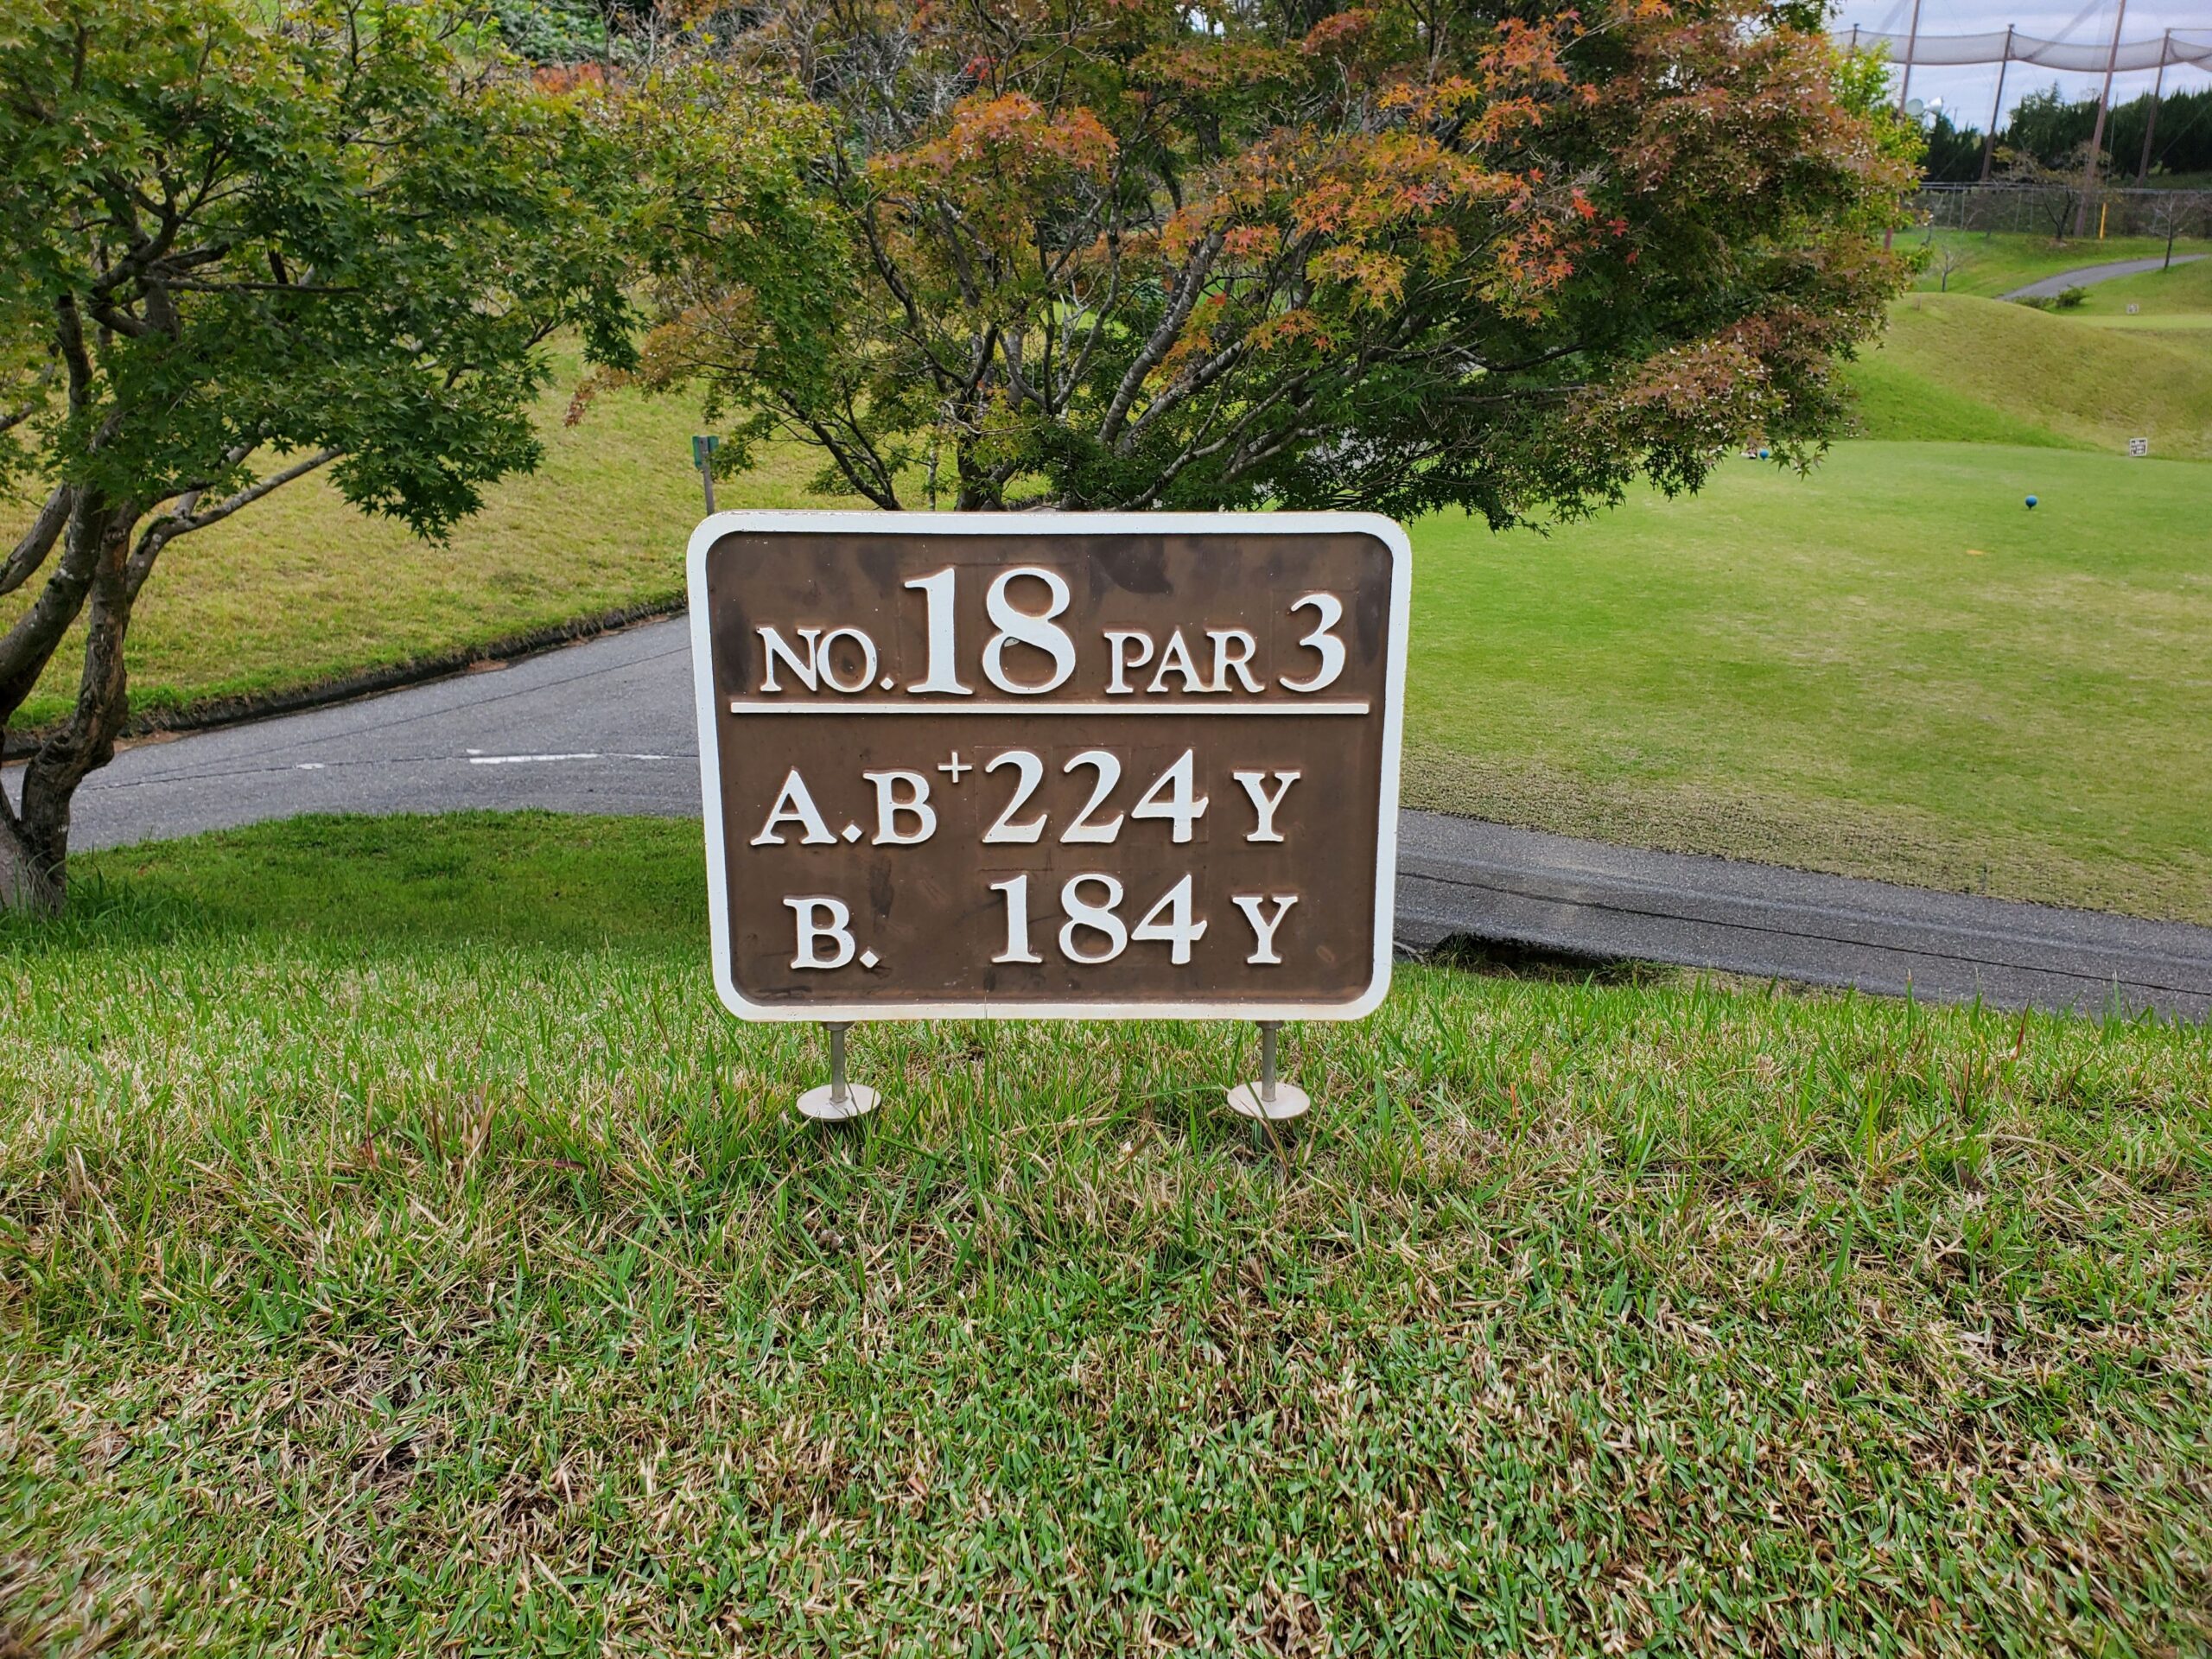 NO.18 PAR 3
A.B+224 Y
B. 184 Y